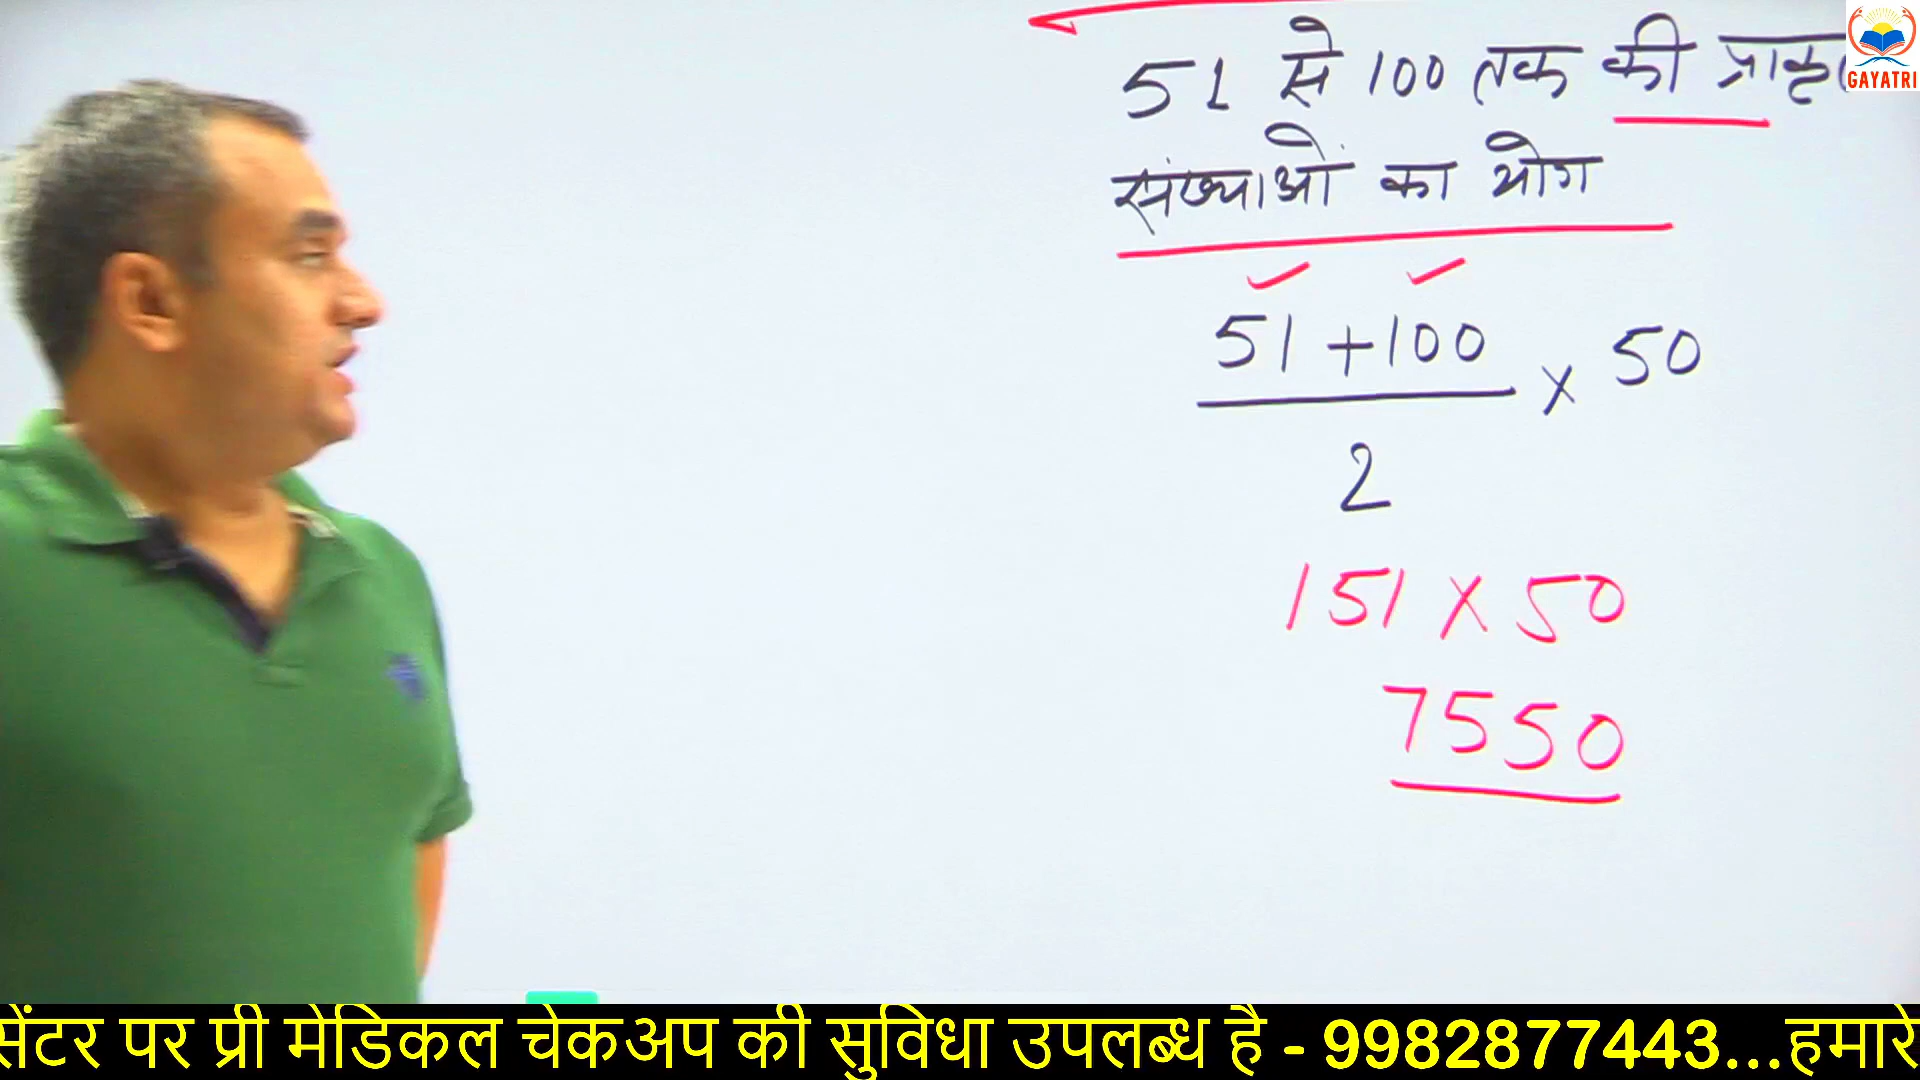 51 से 100 तक की
संख्याओं का योग
51 + 100
2
× 50
151 × 50
7550
GAYATRI
सेंटर पर प्री मेडिकल चेकअप की सुविधा उपलब्ध है - 9982877443...हमारे